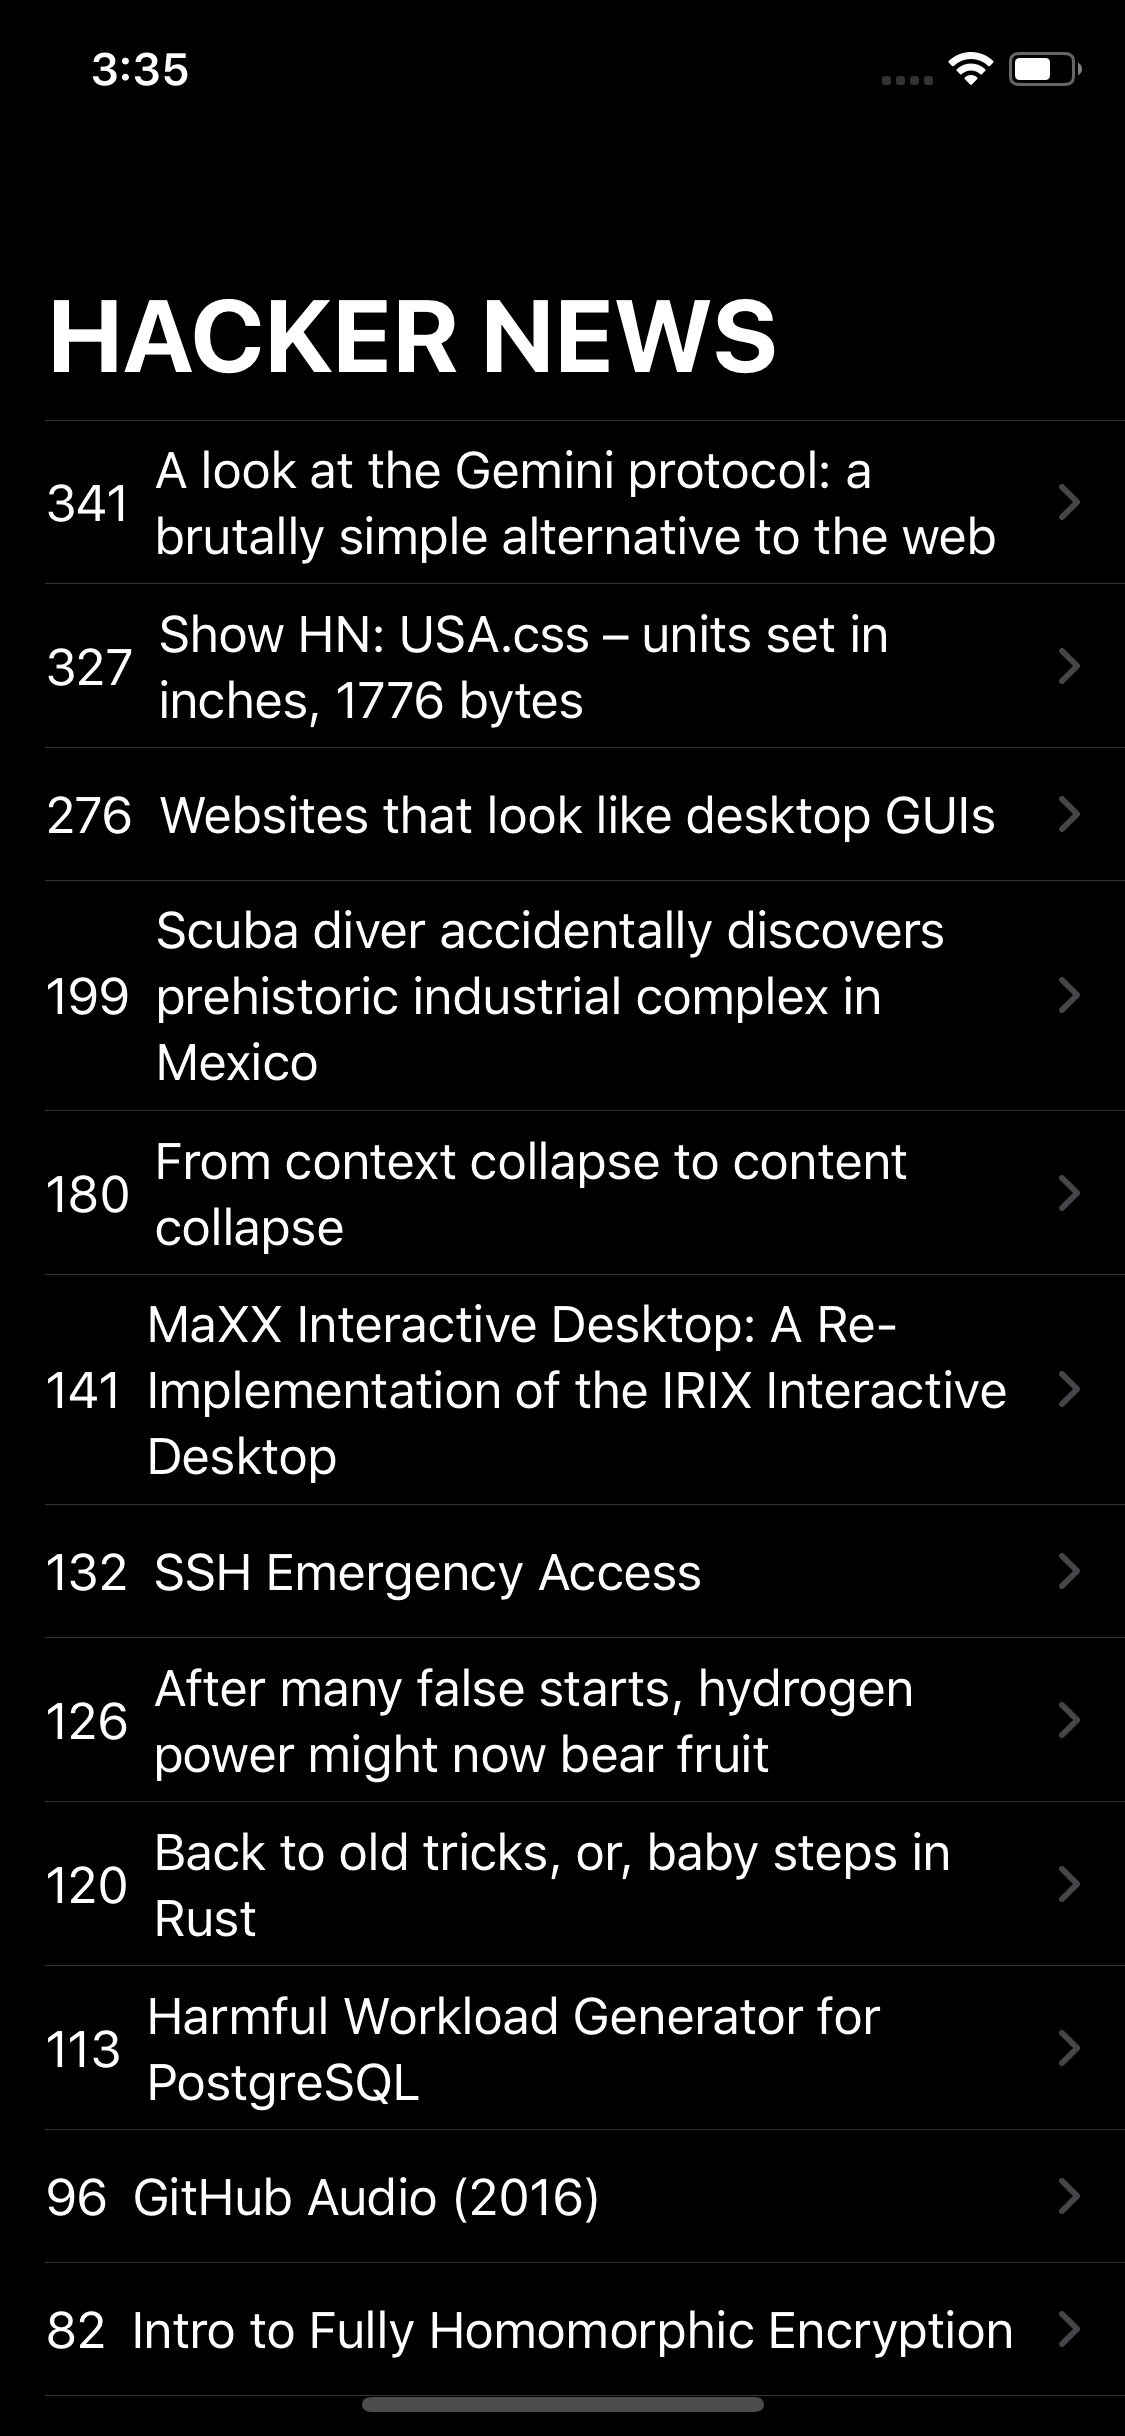 3:35
HACKER NEWS
341
A look at the Gemini protocol: a
brutally simple alternative to the web
327
Show HN: USA.css – units set in
inches, 1776 bytes
276 Websites that look like desktop GUIs
199
Scuba diver accidentally discovers
prehistoric industrial complex in
Mexico
180
From context collapse to content
collapse
141
MaXX Interactive Desktop: A Re-
Implementation of the IRIX Interactive
Desktop
132 SSH Emergency Access
126
After many false starts, hydrogen
power might now bear fruit
120
Back to old tricks, or, baby steps in
Rust
113
Harmful Workload Generator for
PostgreSQL
96 GitHub Audio (2016)
82 Intro to Fully Homomorphic Encryption